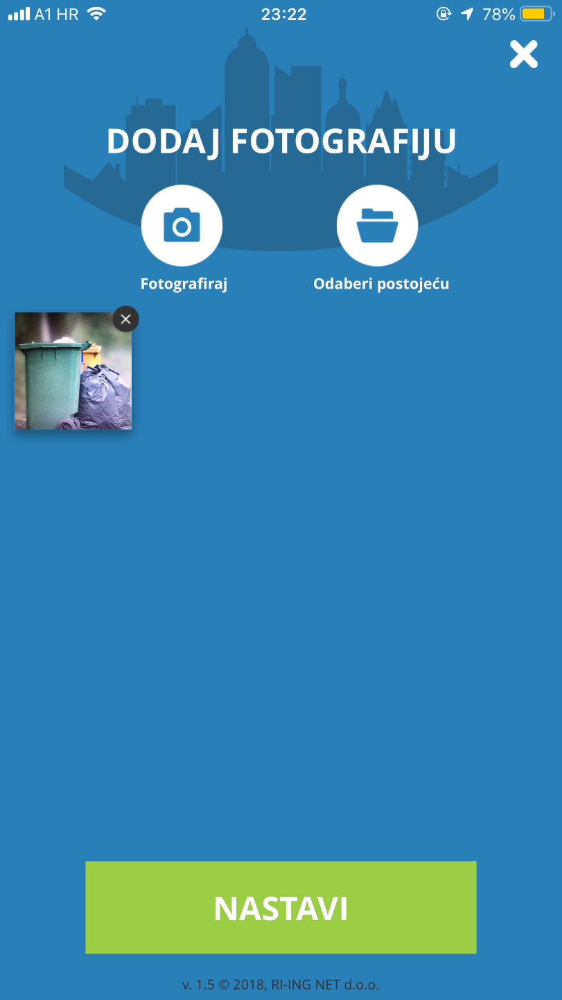 A1 HR 23:22 78%
DODAJ FOTOGRAFIJU
Fotografiraj Odaberi postojeću
NASTAVI
v. 1.5 © 2018, RI-ING NET d.o.o.